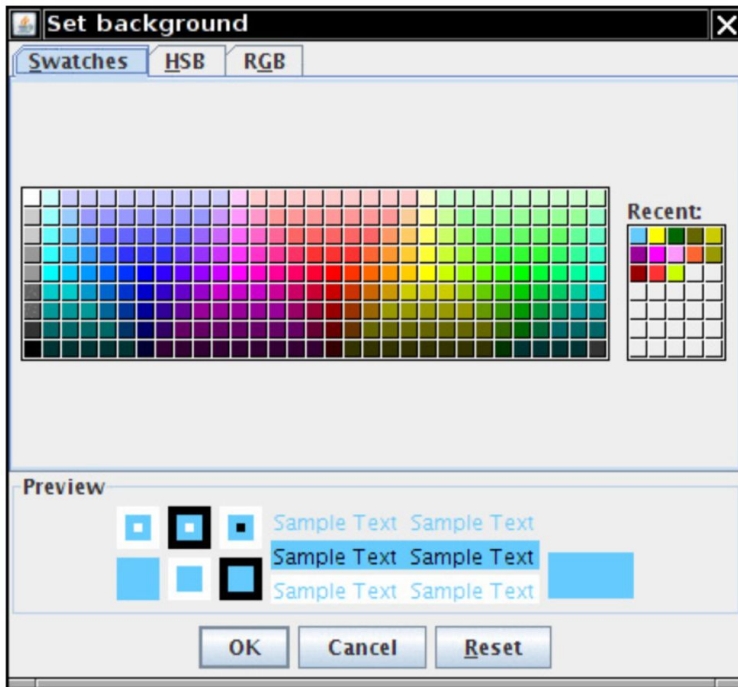 Set background
Swatches HSB RGB
Recent:
Preview
Sample Text Sample Text
Sample Text Sample Text
Sample Text Sample Text
OK Cancel Reset